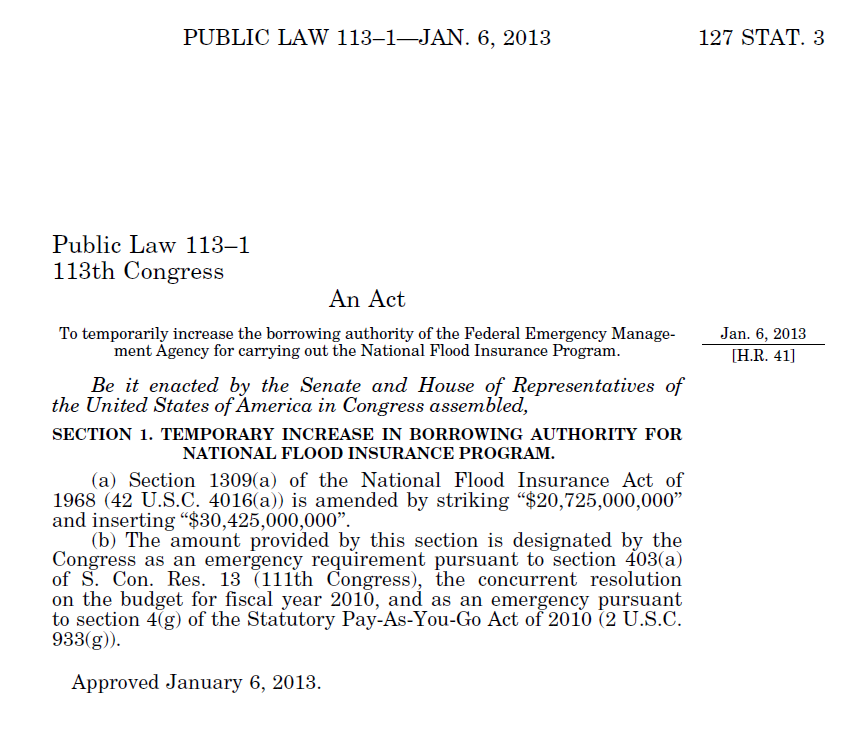 PUBLIC LAW 113–1—JAN. 6, 2013 127 STAT. 3
Public Law 113–1
113th Congress
An Act
To temporarily increase the borrowing authority of the Federal Emergency Manage-
ment Agency for carrying out the National Flood Insurance Program.
Jan. 6, 2013
[H.R. 41]
Be it enacted by the Senate and House of Representatives of
the United States of America in Congress assembled,
SECTION 1. TEMPORARY INCREASE IN BORROWING AUTHORITY FOR
NATIONAL FLOOD INSURANCE PROGRAM.
(a) Section 1309(a) of the National Flood Insurance Act of
1968 (42 U.S.C. 4016(a)) is amended by striking “$20,725,000,000”
and inserting “$30,425,000,000”.
(b) The amount provided by this section is designated by the
Congress as an emergency requirement pursuant to section 403(a)
of S. Con. Res. 13 (111th Congress), the concurrent resolution
on the budget for fiscal year 2010, and as an emergency pursuant
to section 4(g) of the Statutory Pay-As-You-Go Act of 2010 (2 U.S.C.
933(g)).
Approved January 6, 2013.